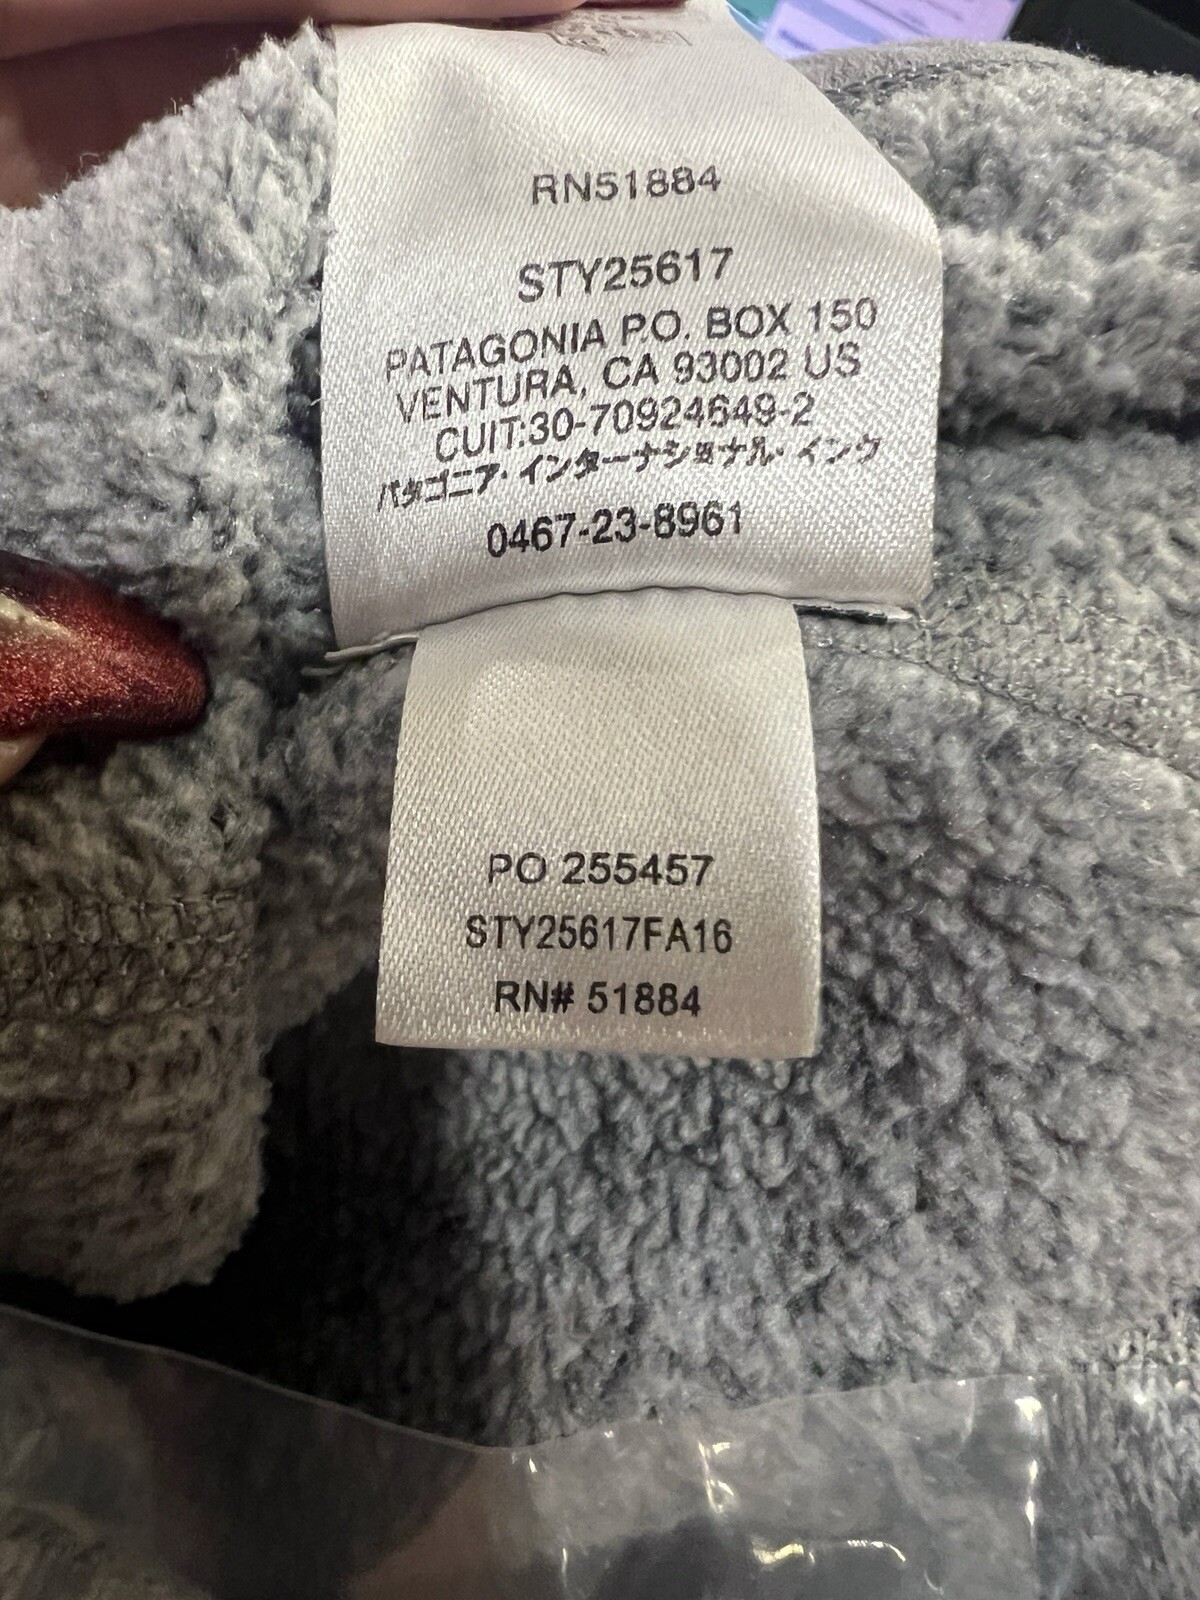 RN51884
STY25617
PATAGONIA P.O. BOX 150
VENTURA, CA 93002 US
CUIT:30-70924649-2
パタゴニア・インターナショナル・インク
0467-23-8961
PO 255457
STY25617FA16
RN# 51884